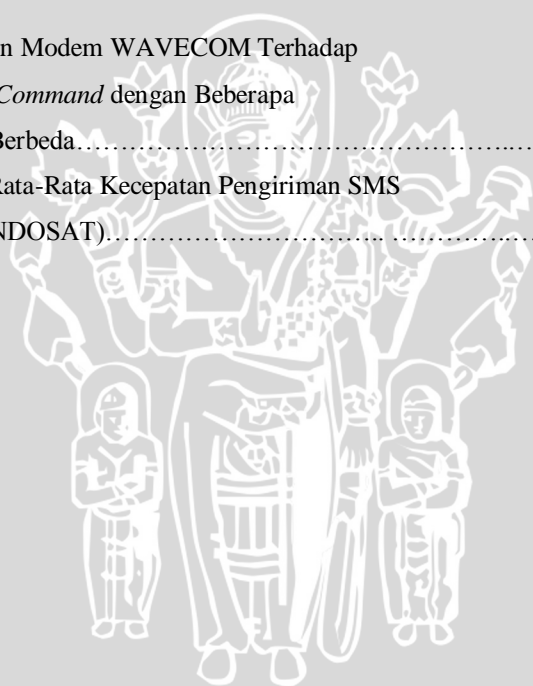 n Modem WAVECOM Terhadap
Command dengan Beberapa
Berbeda……………………………………….…
Rata-Rata Kecepatan Pengiriman SMS
NDOSAT)……………………….. ………….…